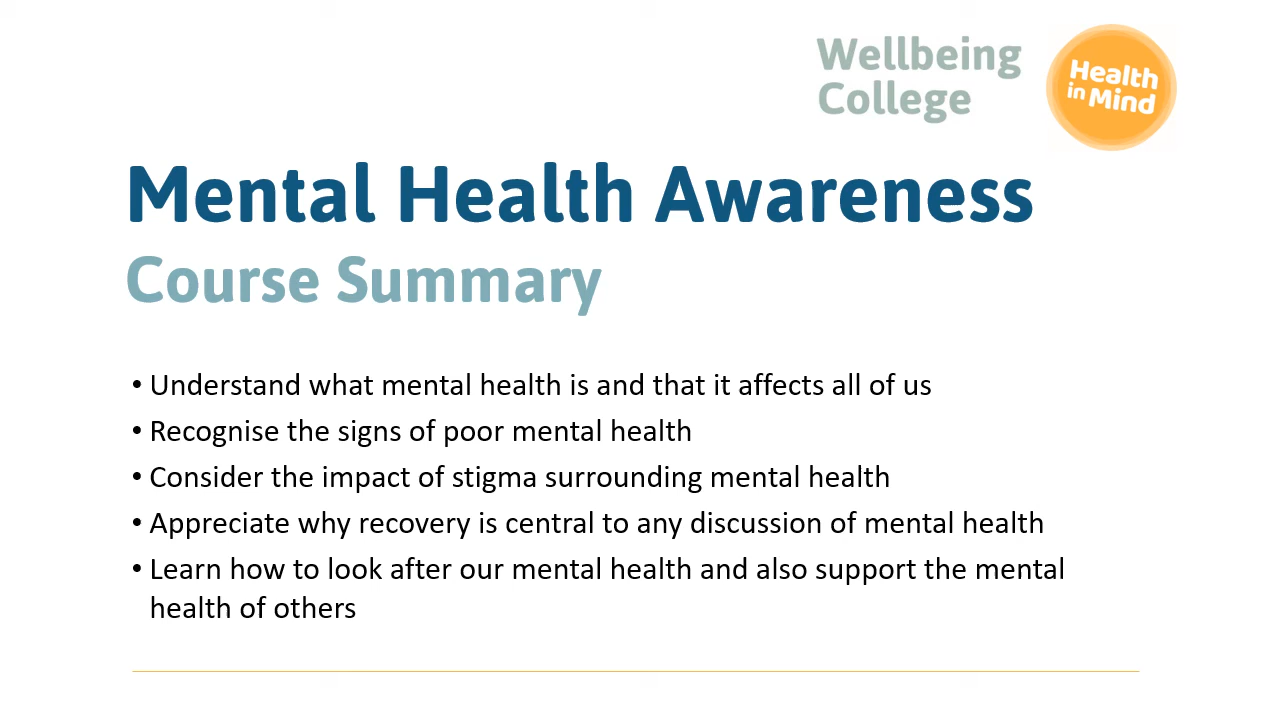 Wellbeing
College
Health
in Mind
Mental Health Awareness
Course Summary
• Understand what mental health is and that it affects all of us
• Recognise the signs of poor mental health
• Consider the impact of stigma surrounding mental health
• Appreciate why recovery is central to any discussion of mental health
• Learn how to look after our mental health and also support the mental
health of others